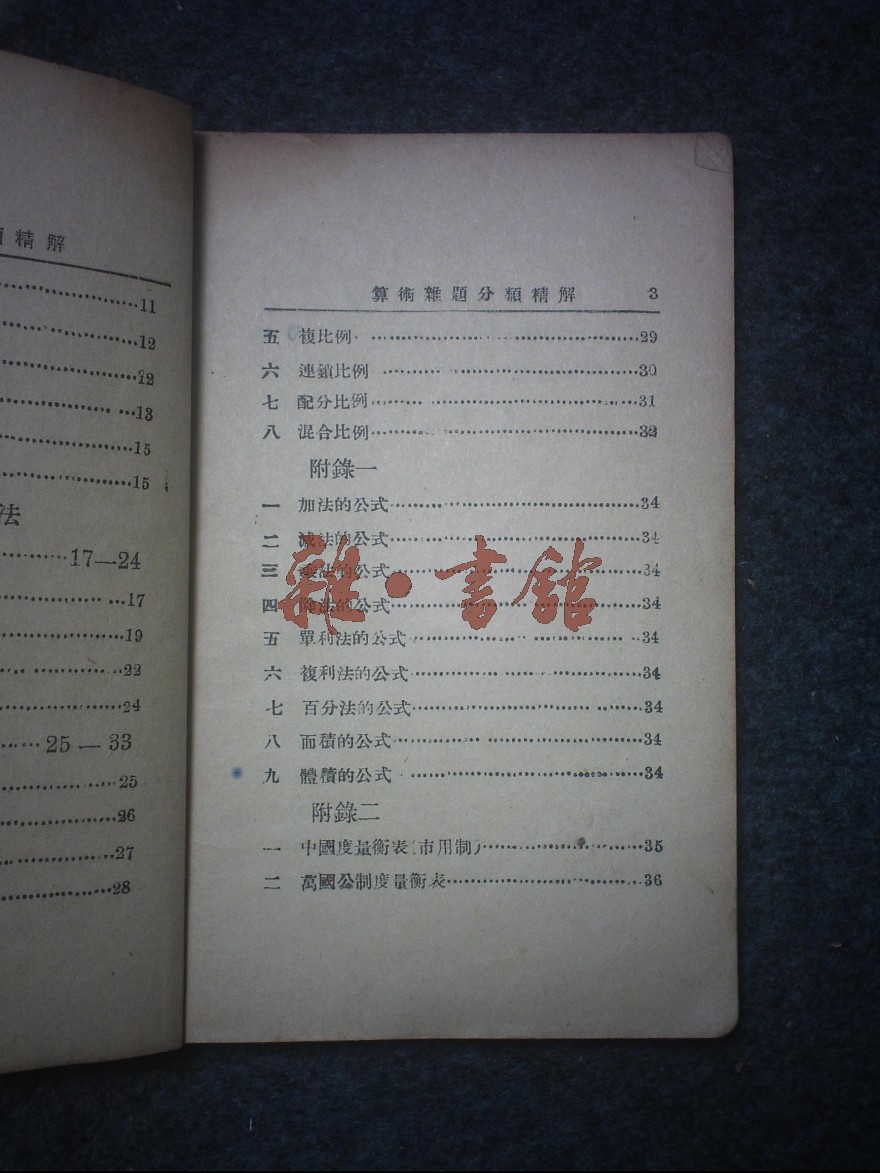 類精解
11
12
12
13
15
15
法
17—24
17
19
22
24
25—33
25
26
27
28
算術雜題分類精解 3
五 複比例 29
六 連鎖比例 30
七 配分比例 31
八 混合比例 32
附錄一
一 加法的公式 34
二 減法的公式 34
三 乘法的公式 34
四 除法的公式 34
五 單利法的公式 34
六 複利法的公式 34
七 百分法的公式 34
八 面積的公式 34
九 體積的公式 34
附錄二
一 中國度量衡表(市用制) 35
二 萬國公制度量衡表 36
雜·書館